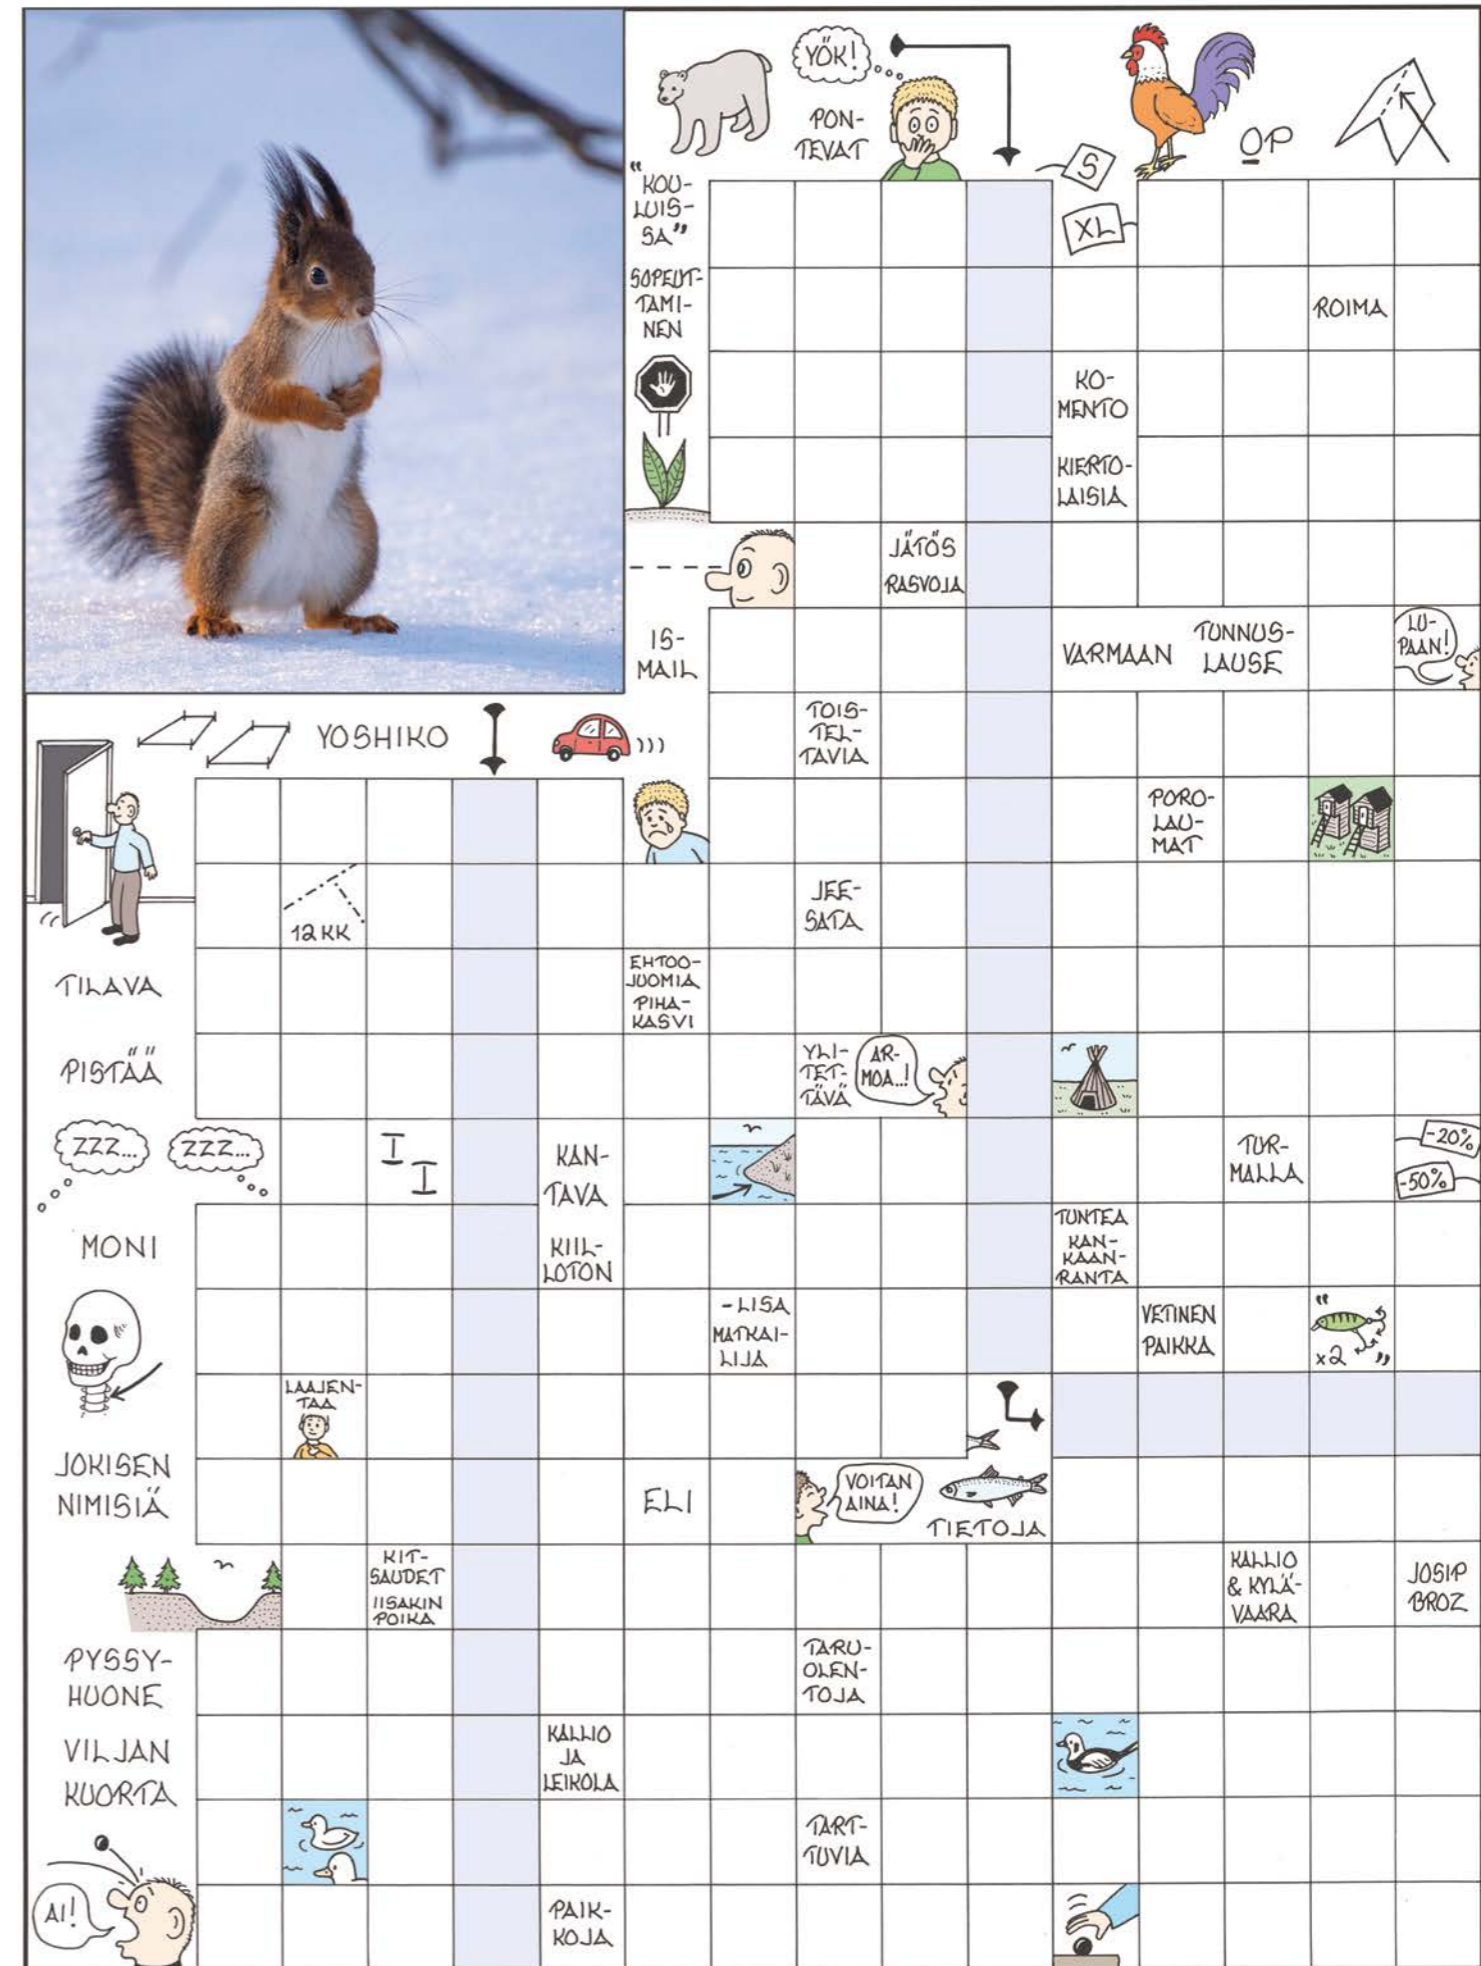 YÖK!
PON-
TEVAT
OP
S
XL
"KOU-
LUIS-
SA"
SOPEUT-
TAMI-
NEN
ROIMA
KO-
MENTO
KIERTO-
LAISIA
JÄTÖS
RASVOJA
IS-
MAIL
VARMAAN
TUNNUS-
LAUSE
LU-
PAAN!
YOSHIKO
TOIS-
TEL-
TAVIA
PORO-
LAU-
MAT
12 KK
JEE-
SATA
TILAVA
EHTOO-
JUOMIA
PIHA-
KASVI
PISTÄÄ
YLI-
TET-
TÄVÄ
AR-
MOA..!
ZZZ...
ZZZ...
I
I
KAN-
TAVA
TUR-
MALLA
-20%
-50%
MONI
KIIL-
LOTON
TUNTEA
KAN-
KAAN-
RANTA
-LISA
MATKAI-
LIJA
VETINEN
PAIKKA
"
x2 "
LAAJEN-
TAA
JOKISEN
NIMISIÄ
ELI
VOITAN
AINA!
TIETOJA
KIT-
SAUDET
IISAKIN
POIKA
KALLIO
& KYLÄ-
VAARA
JOSIP
BROZ
PYSSY-
HUONE
TARU-
OLEN-
TOJA
VILJAN
KUORTA
KALLIO
JA
LEIKOLA
TART-
TUVIA
AI!
PAIK-
KOJA